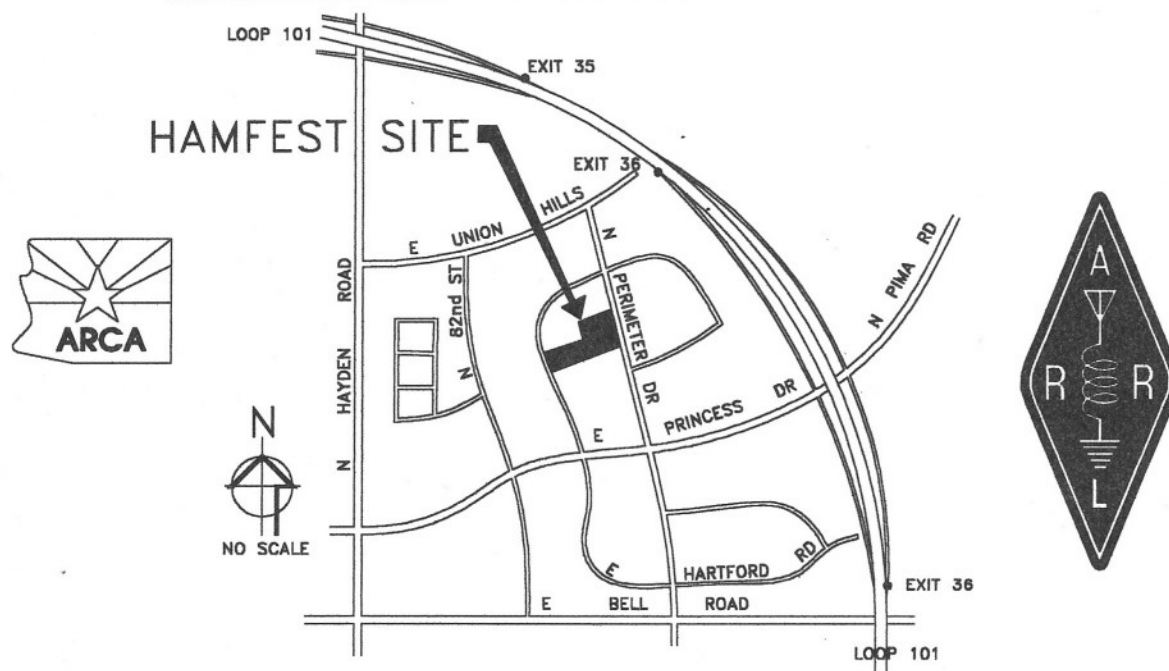 LOOP 101
EXIT 35
HAMFEST SITE
EXIT 36
E UNION HILLS
N PERIMETER DR
N PIMA RD
N HAYDEN ROAD
N 82nd ST
ARCA
A
R R
L
E PRINCESS DR
N
NO SCALE
E HARTFORD RD
EXIT 36
E BELL ROAD
LOOP 101